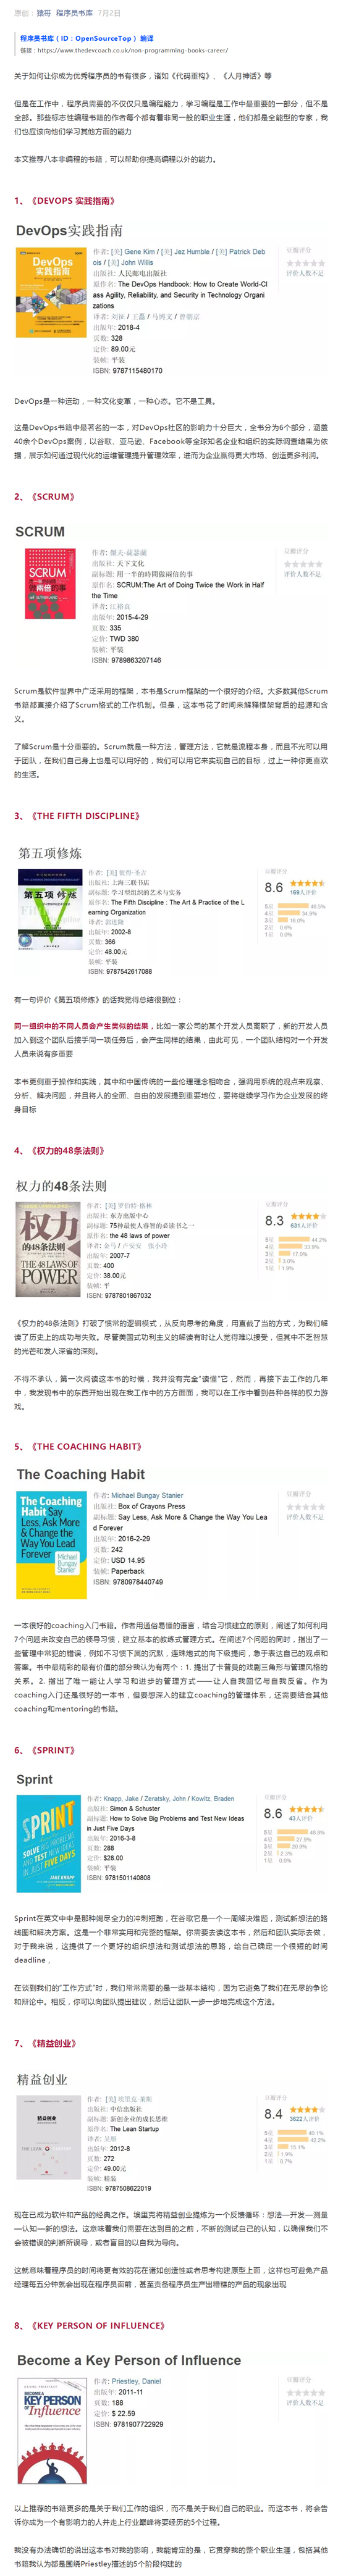 原创：镨哥 程序员书库 7月2日
程序员书库（ID：OpenSourceTop）编译
链接：https://www.thedevcoach.co.uk/non-programming-books-career/
关于如何让你成为优秀程序员的书有很多，诸如《代码重构》、《人月神话》等
但是在工作中，程序员需要的不仅仅只是编程能力，学习编程是工作中最重要的一部分，但不是
全部。那些标志性编程书籍的作者每个都有着非同一般的职业生涯，他们都是全能型的专家，我
们也应该向他们学习其他方面的能力
本文推荐八本非编程的书籍，可以帮助你提高编程以外的能力。
1、《DEVOPS 实践指南》
DevOps实践指南
作者: [美] Gene Kim / [美] Jez Humble / [美] Patrick Deb
ois / [美] John Willis
出版社: 人民邮电出版社
原作名: The DevOps Handbook: How to Create World-Cl
ass Agility, Reliability, and Security in Technology Organi
zations
译者: 刘征 / 王磊 / 马博文 / 曾朝京
出版年: 2018-4
页数: 328
定价: 89.00元
装帧: 平装
ISBN: 9787115480170
豆瓣评分
评价人数不足
DevOps是一种运动，一种文化变革，一种心态。它不是工具。
这是DevOps书籍中最著名的一本，对DevOps社区的影响力十分巨大，全书分为6个部分，涵盖
40余个DevOps案例，以谷歌、亚马逊、Facebook等全球知名企业和组织的实际调查结果为依
据，展示如何通过现代化的运维管理提升管理效率，进而为企业赢得更大市场、创造更多利润。
2、《SCRUM》
SCRUM
作者: 傑夫·薩瑟蘭
出版社: 天下文化
副标题: 用一半的時間做兩倍的事
原作名: SCRUM:The Art of Doing Twice the Work in Half
the Time
译者: 江裕真
出版年: 2015-4-29
页数: 335
定价: TWD 380
装帧: 平装
ISBN: 9789863207146
豆瓣评分
评价人数不足
Scrum是软件世界中广泛采用的框架，本书是Scrum框架的一个很好的介绍。大多数其他Scrum
书籍都直接介绍了Scrum格式的工作机制。但是，这本书花了时间来解释框架背后的起源和含
义。
了解Scrum是十分重要的。Scrum就是一种方法，管理方法，它就是流程本身，而且不光可以用
于团队，在我们自己身上也是可以用好的，我们可以用它来实现自己的目标，过上一种你更喜欢
的生活。
3、《THE FIFTH DISCIPLINE》
第五项修炼
作者: [美] 彼得·圣吉
出版社: 上海三联书店
副标题: 学习型组织的艺术与实务
原作名: The Fifth Discipline : The Art & Practice of the L
earning Organization
译者: 郭进隆
出版年: 2002-8
页数: 366
定价: 48.00元
装帧: 平装
ISBN: 9787542617088
豆瓣评分
8.6
169人评价
5星 48.5%
4星 34.9%
3星 16.0%
2星 0.6%
1星 0.0%
有一句评价《第五项修炼》的话我觉得总结很到位：
同一组织中的不同人员会产生类似的结果，比如一家公司的某个开发人员离职了，新的开发人员
加入到这个团队后接手同一项任务后，会产生同样的结果，由此可见，一个团队结构对一个开发
人员来说有多重要
本书更侧重于操作和实践，其中和中国传统的一些伦理理念相吻合，强调用系统的观点来观察、
分析、解决问题，并且将人的全面、自由的发展提到重要地位，要将继续学习作为企业发展的终
身目标
4、《权力的48条法则》
权力的48条法则
作者: [美] 罗伯特·格林
出版社: 东方出版中心
副标题: 75种最使人睿智的必读书之一
原作名: the 48 laws of power
译者: 金马 / 卢安安 张小玲
出版年: 2007-7
页数: 400
定价: 38.00元
装帧: 平
ISBN: 9787801867032
豆瓣评分
8.3
631人评价
5星 44.2%
4星 33.9%
3星 17.0%
2星 3.0%
1星 1.9%
《权力的48条法则》打破了惯常的逻辑模式，从反向思考的角度，用直截了当的方式，为我们解
读了历史上的成功与失败。尽管美国式功利主义的解读有时让人觉得难以接受，但其中不乏智慧
的光芒和发人深省的深刻。
不得不承认，第一次阅读这本书的时候，我并没有完全“读懂”它，然而，再接下去工作的几年
中，我发现书中的东西开始出现在我工作中的方方面面，我可以在工作中看到各种各样的权力游
戏。
5、《THE COACHING HABIT》
The Coaching Habit
作者: Michael Bungay Stanier
出版社: Box of Crayons Press
副标题: Say Less, Ask More & Change the Way You Lea
d Forever
出版年: 2016-2-29
页数: 242
定价: USD 14.95
装帧: Paperback
ISBN: 9780978440749
豆瓣评分
评价人数不足
一本很好的coaching入门书籍。作者用通俗易懂的语言，结合习惯建立的原则，阐述了如何利用
7个问题来改变自己的领导习惯，建立基本的教练式管理方式。在阐述7个问题的同时，指出了一
些管理中常犯的错误，例如不习惯下属的沉默，连珠炮式的向下级提问，急于表达自己的观点和
答案。书中最精彩的最有价值的部分我认为有两个：1. 提出了卡普曼的戏剧三角形与管理风格的
关系。2. 指出了唯一能让人学习和进步的管理方式——让人自我回忆与自我反省。作为
coaching入门还是很好的一本书，但要想深入的建立coaching的管理体系，还需要结合其他
coaching和mentoring的书籍。
6、《SPRINT》
Sprint
作者: Knapp, Jake / Zeratsky, John / Kowitz, Braden
出版社: Simon & Schuster
副标题: How to Solve Big Problems and Test New Ideas
in Just Five Days
出版年: 2016-3-8
页数: 288
定价: $28.00
装帧: 平装
ISBN: 9781501140808
豆瓣评分
8.6
43人评价
5星 48.8%
4星 27.9%
3星 20.9%
2星 2.3%
1星 0.0%
Sprint在英文中中是那种竭尽全力的冲刺短跑，在谷歌它是一个一周解决难题，测试新想法的路
线图和解决方案。这是一个非常实用和完整的框架。你需要去读这本书，然后和团队实际去做，
对于我来说，这提供了一个更好的组织想法和测试想法的思路，给自己确定一个很短的时间
deadline，
在谈到我们的“工作方式”时，我们常常需要的是一些基本结构，因为它避免了我们在无尽的争论
和辩论中。相反，你可以向团队提出建议，然后让团队一步一步地完成这个方法。
7、《精益创业》
精益创业
作者: [美] 埃里克·莱斯
出版社: 中信出版社
副标题: 新创企业的成长思维
原作名: The Lean Startup
译者: 吴彤
出版年: 2012-8
页数: 272
定价: 49.00元
装帧: 精装
ISBN: 9787508622019
豆瓣评分
8.4
3622人评价
5星 40.1%
4星 42.2%
3星 15.1%
2星 1.9%
1星 0.7%
现在已成为软件和产品的经典之作。埃里克将精益创业提炼为一个反馈循环：想法—开发—测量
—认知—新的想法。这意味着我们需要在达到目的之前，不断的测试自己的认知，以确保我们不
会被错误的判断所误导，或者盲目的以自我为导向。
这就意味着程序员的时间将更有效的花在诸如创造性或者思考构建原型上面，这样也可避免产品
经理每五分钟就会出现在程序员面前，甚至责备程序员生产出糟糕的产品的现象出现
8、《KEY PERSON OF INFLUENCE》
Become a Key Person of Influence
作者: Priestley, Daniel
出版年: 2011-11
页数: 188
定价: $ 22.59
ISBN: 9781907722929
豆瓣评分
评价人数不足
以上推荐的书籍更多的是关于我们工作的组织，而不是关于我们自己的职业。而这本书，将会告
诉你成为一个有影响力的人并走上行业巅峰将要经历的5个过程。
我没有办法确切的说出这本书对我的影响，我能肯定的是，它贯穿我的整个职业生涯，包括其他
书籍我认为都是围绕Priestley描述的5个阶段构建的